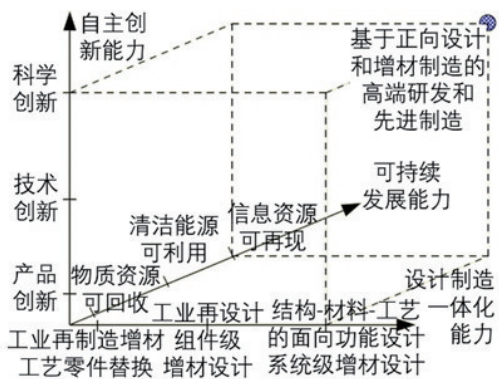 自主创
新能力
科学
创新
技术
创新
产品
创新
基于正向设计
和增材制造的
高端研发和
先进制造
可持续
发展能力
信息资源
可再现
清洁能源
可利用
物质资源
可回收
设计制造
一体化
能力
工业再制造增材
工艺零件替换
工业再设计
组件级
增材设计
结构-材料-工艺
的面向功能设计
系统级增材设计